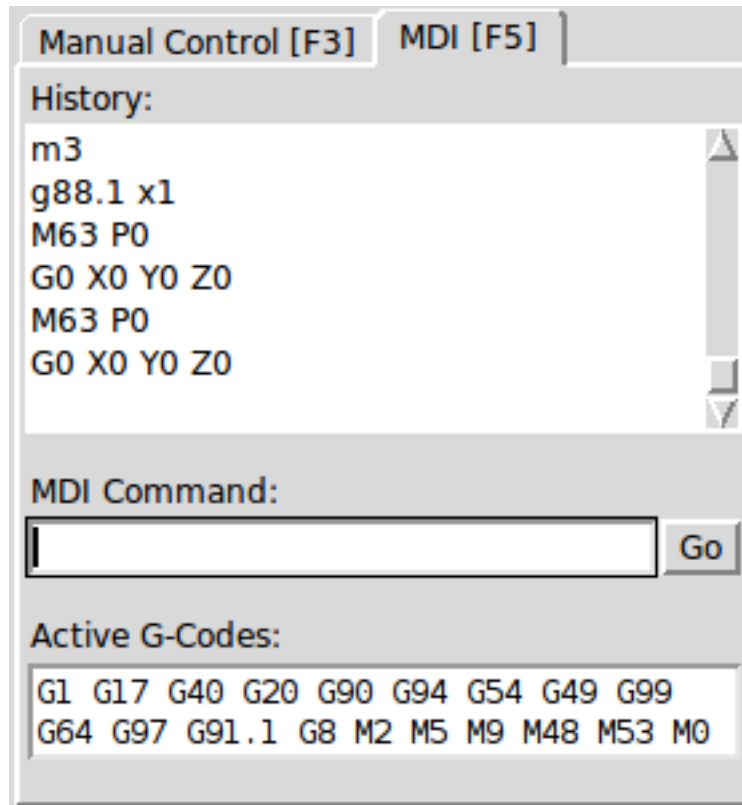 Manual Control [F3] MDI [F5]
History:
m3
g88.1 x1
M63 P0
G0 X0 Y0 Z0
M63 P0
G0 X0 Y0 Z0
MDI Command:
Go
Active G-Codes:
G1 G17 G40 G20 G90 G94 G54 G49 G99
G64 G97 G91.1 G8 M2 M5 M9 M48 M53 M0